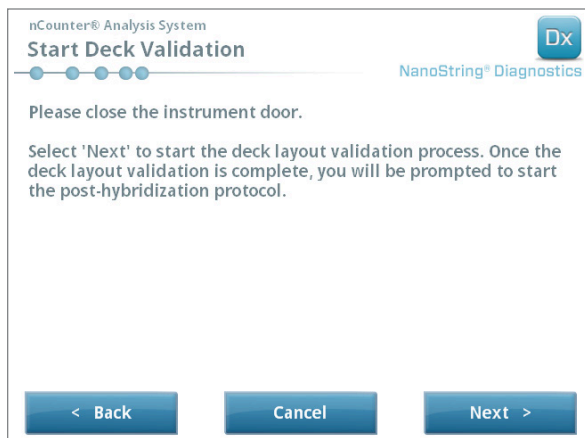 nCounter® Analysis System
Start Deck Validation
Dx
NanoString® Diagnostics
Please close the instrument door.
Select 'Next' to start the deck layout validation process. Once the
deck layout validation is complete, you will be prompted to start
the post-hybridization protocol.
< Back
Cancel
Next >